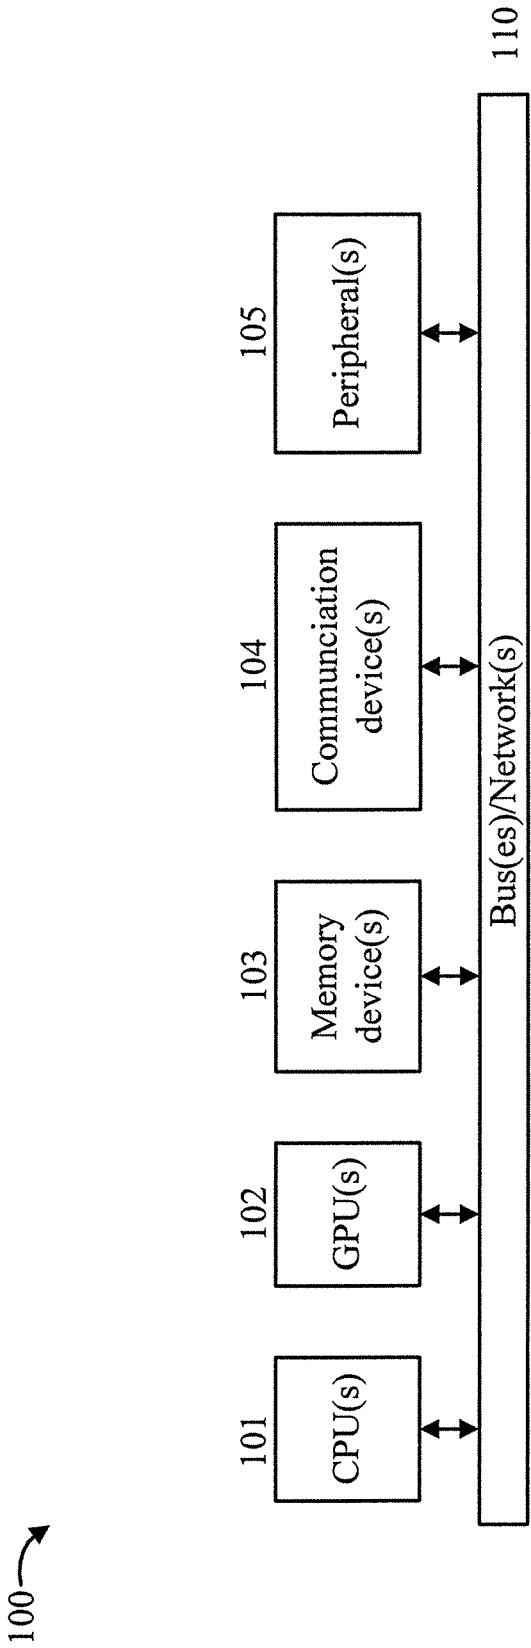 100
101
CPU(s)
102
GPU(s)
103
Memory
device(s)
104
Communciation
device(s)
105
Peripheral(s)
Bus(es)/Network(s)
110